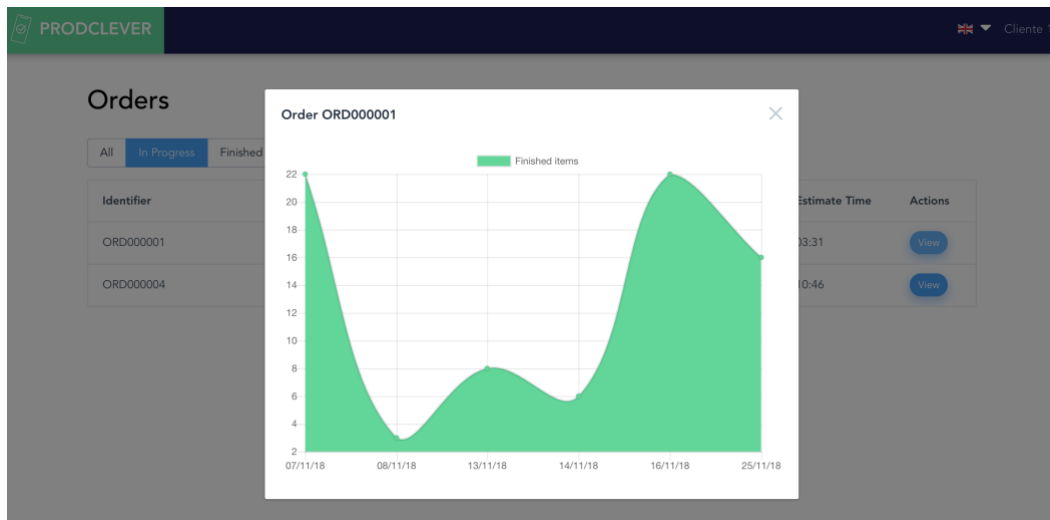 PRODCLEVER
Cliente 1
Orders
Order ORD000001
All In Progress Finished
Finished items
Identifier
Estimate Time Actions
ORD000001
03:31 View
ORD000004
10:46 View
22
20
18
16
14
12
10
8
6
4
2
07/11/18 08/11/18 13/11/18 14/11/18 16/11/18 25/11/18